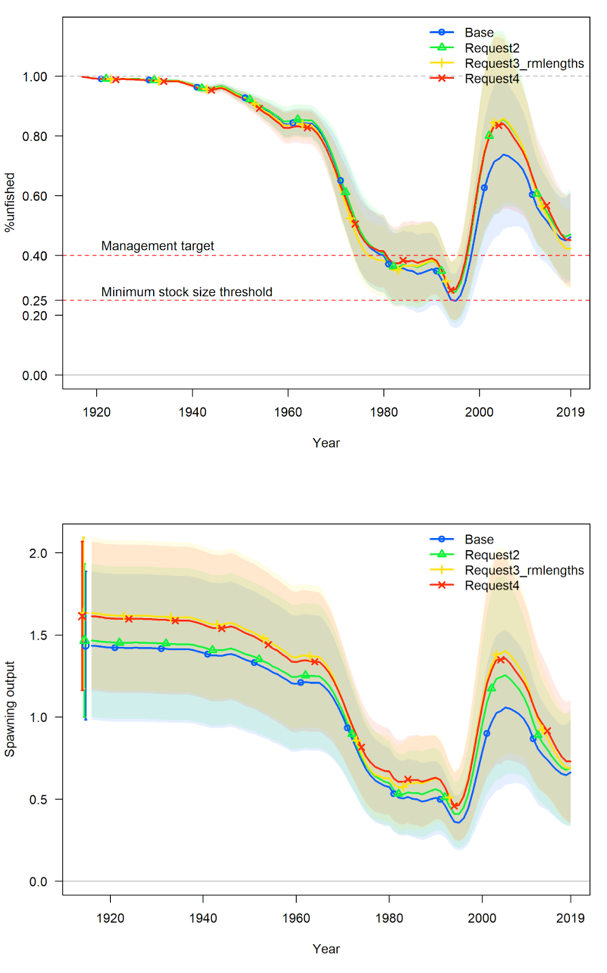 Base
Request2
Request3_rmlengths
Request4
1.00
0.80
0.60
0.40
0.25
0.20
0.00
%unfished
Management target
Minimum stock size threshold
1920 1940 1960 1980 2000 2019
Year
Base
Request2
Request3_rmlengths
Request4
2.0
1.5
1.0
0.5
0.0
Spawning output
1920 1940 1960 1980 2000 2019
Year